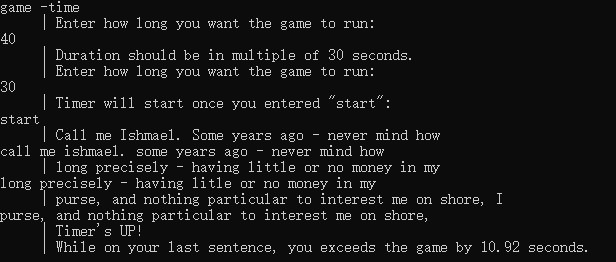 game -time
| Enter how long you want the game to run:
40
| Duration should be in multiple of 30 seconds.
| Enter how long you want the game to run:
30
| Timer will start once you entered "start":
start
| Call me Ishmael. Some years ago - never mind how
call me ishmael. some years ago - never mind how
| long precisely - having little or no money in my
long precisely - having litle or no money in my
| purse, and nothing particular to interest me on shore, I
purse, and nothing particular to interest me on shore,
| Timer's UP!
| While on your last sentence, you exceeds the game by 10.92 seconds.